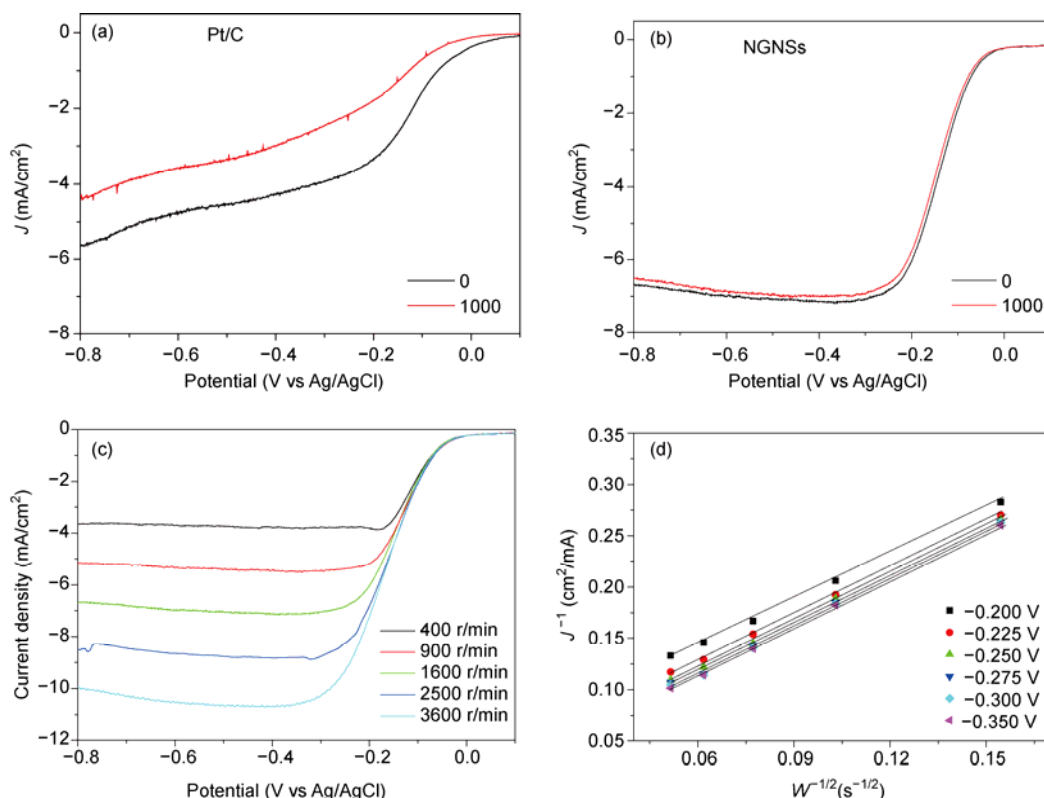 (a) Pt/C
0
−2
−4
−6
−8
J (mA/cm²)
0
1000
−0.8 −0.6 −0.4 −0.2 0.0
Potential (V vs Ag/AgCl)
(b) NGNSs
0
−2
−4
−6
−8
J (mA/cm²)
0
1000
−0.8 −0.6 −0.4 −0.2 0.0
Potential (V vs Ag/AgCl)
(c)
0
−2
−4
−6
−8
−10
−12
Current density (mA/cm²)
400 r/min
900 r/min
1600 r/min
2500 r/min
3600 r/min
−0.8 −0.6 −0.4 −0.2 0.0
Potential (V vs Ag/AgCl)
(d)
0.35
0.30
0.25
0.20
0.15
0.10
0.05
J⁻¹ (cm²/mA)
−0.200 V
−0.225 V
−0.250 V
−0.275 V
−0.300 V
−0.350 V
0.06 0.09 0.12 0.15
W⁻¹/²(s⁻¹/²)